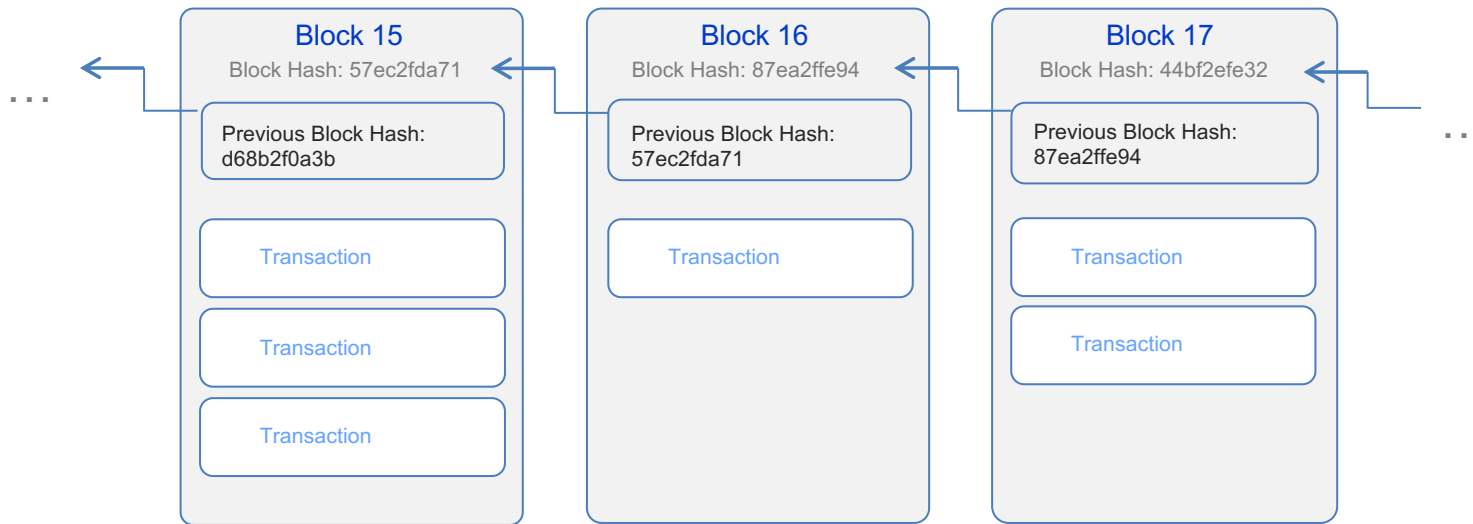 ...
Block 15
Block Hash: 57ec2fda71
Previous Block Hash:
d68b2f0a3b
Transaction
Transaction
Transaction
Block 16
Block Hash: 87ea2ffe94
Previous Block Hash:
57ec2fda71
Transaction
Block 17
Block Hash: 44bf2efe32
Previous Block Hash:
87ea2ffe94
Transaction
Transaction
..